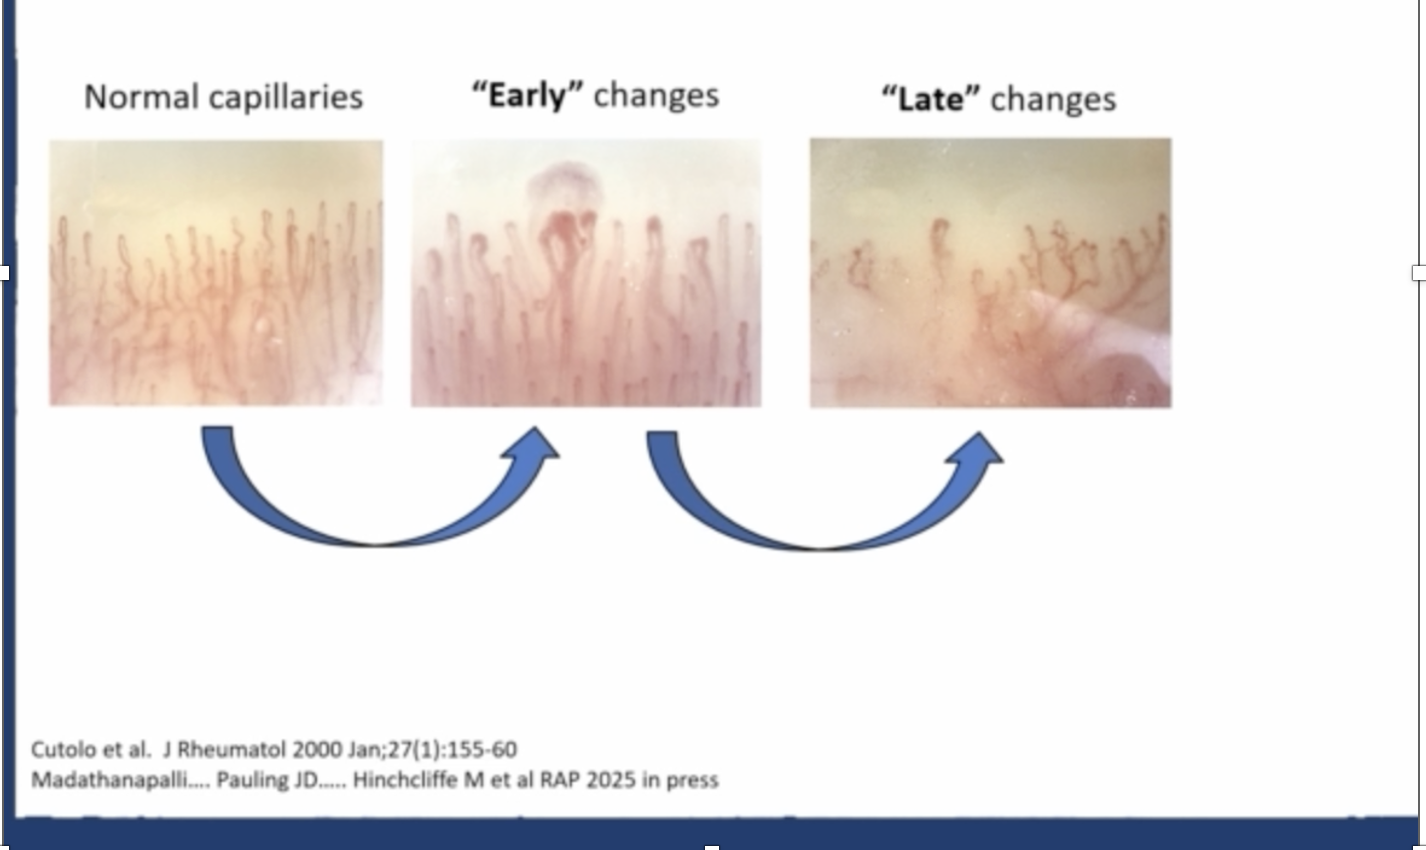 Normal capillaries
“Early” changes
“Late” changes
Cutolo et al. J Rheumatol 2000 Jan;27(1):155-60
Madathanapalli.... Pauling JD..... Hinchcliffe M et al RAP 2025 in press